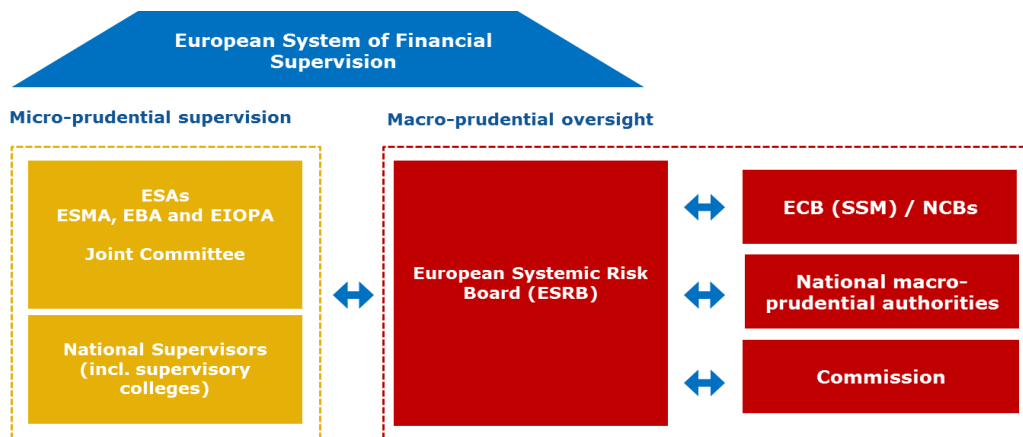 European System of Financial
Supervision
Micro-prudential supervision
Macro-prudential oversight
ESAs
ESMA, EBA and EIOPA
Joint Committee
National Supervisors
(incl. supervisory
colleges)
European Systemic Risk
Board (ESRB)
ECB (SSM) / NCBs
National macro-
prudential authorities
Commission